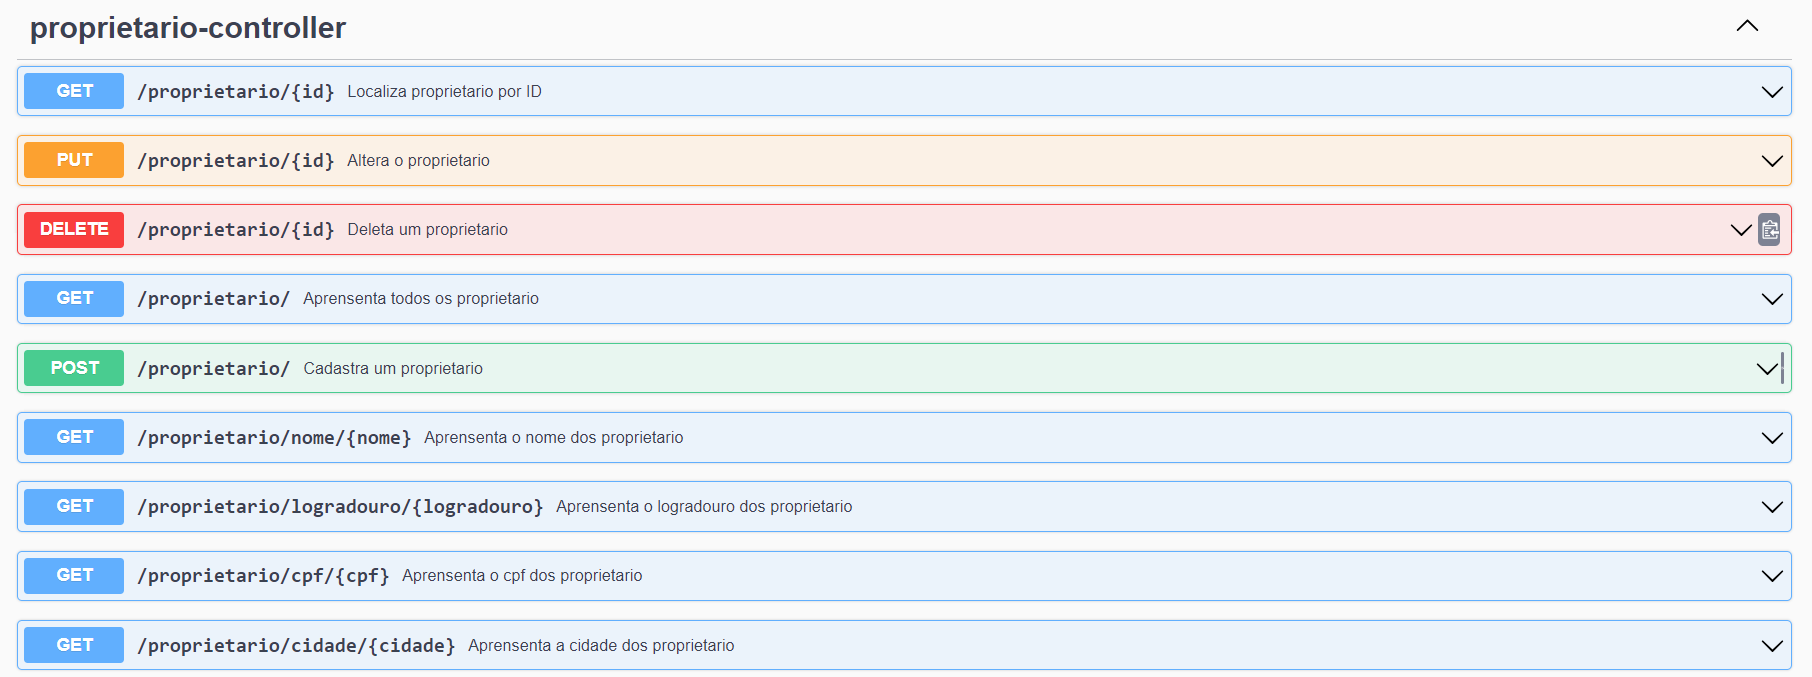 proprietario-controller
GET /proprietario/{id} Localiza proprietario por ID
PUT /proprietario/{id} Altera o proprietario
DELETE /proprietario/{id} Deleta um proprietario
GET /proprietario/ Aprensenta todos os proprietario
POST /proprietario/ Cadastra um proprietario
GET /proprietario/nome/{nome} Aprensenta o nome dos proprietario
GET /proprietario/logradouro/{logradouro} Aprensenta o logradouro dos proprietario
GET /proprietario/cpf/{cpf} Aprensenta o cpf dos proprietario
GET /proprietario/cidade/{cidade} Aprensenta a cidade dos proprietario